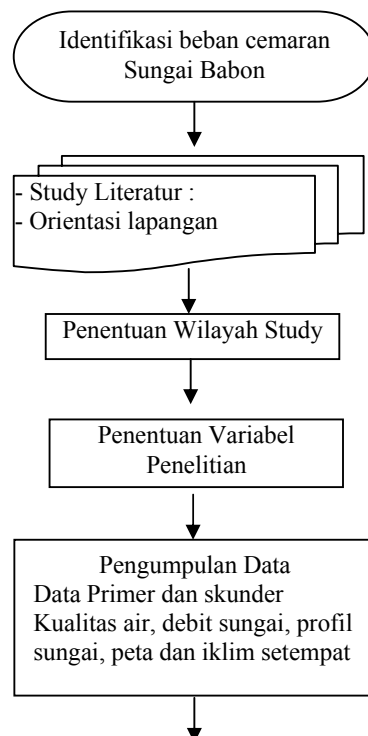 Identifikasi beban cemaran
Sungai Babon
- Study Literatur :
- Orientasi lapangan
Penentuan Wilayah Study
Penentuan Variabel
Penelitian
Pengumpulan Data
Data Primer dan skunder
Kualitas air, debit sungai, profil
sungai, peta dan iklim setempat